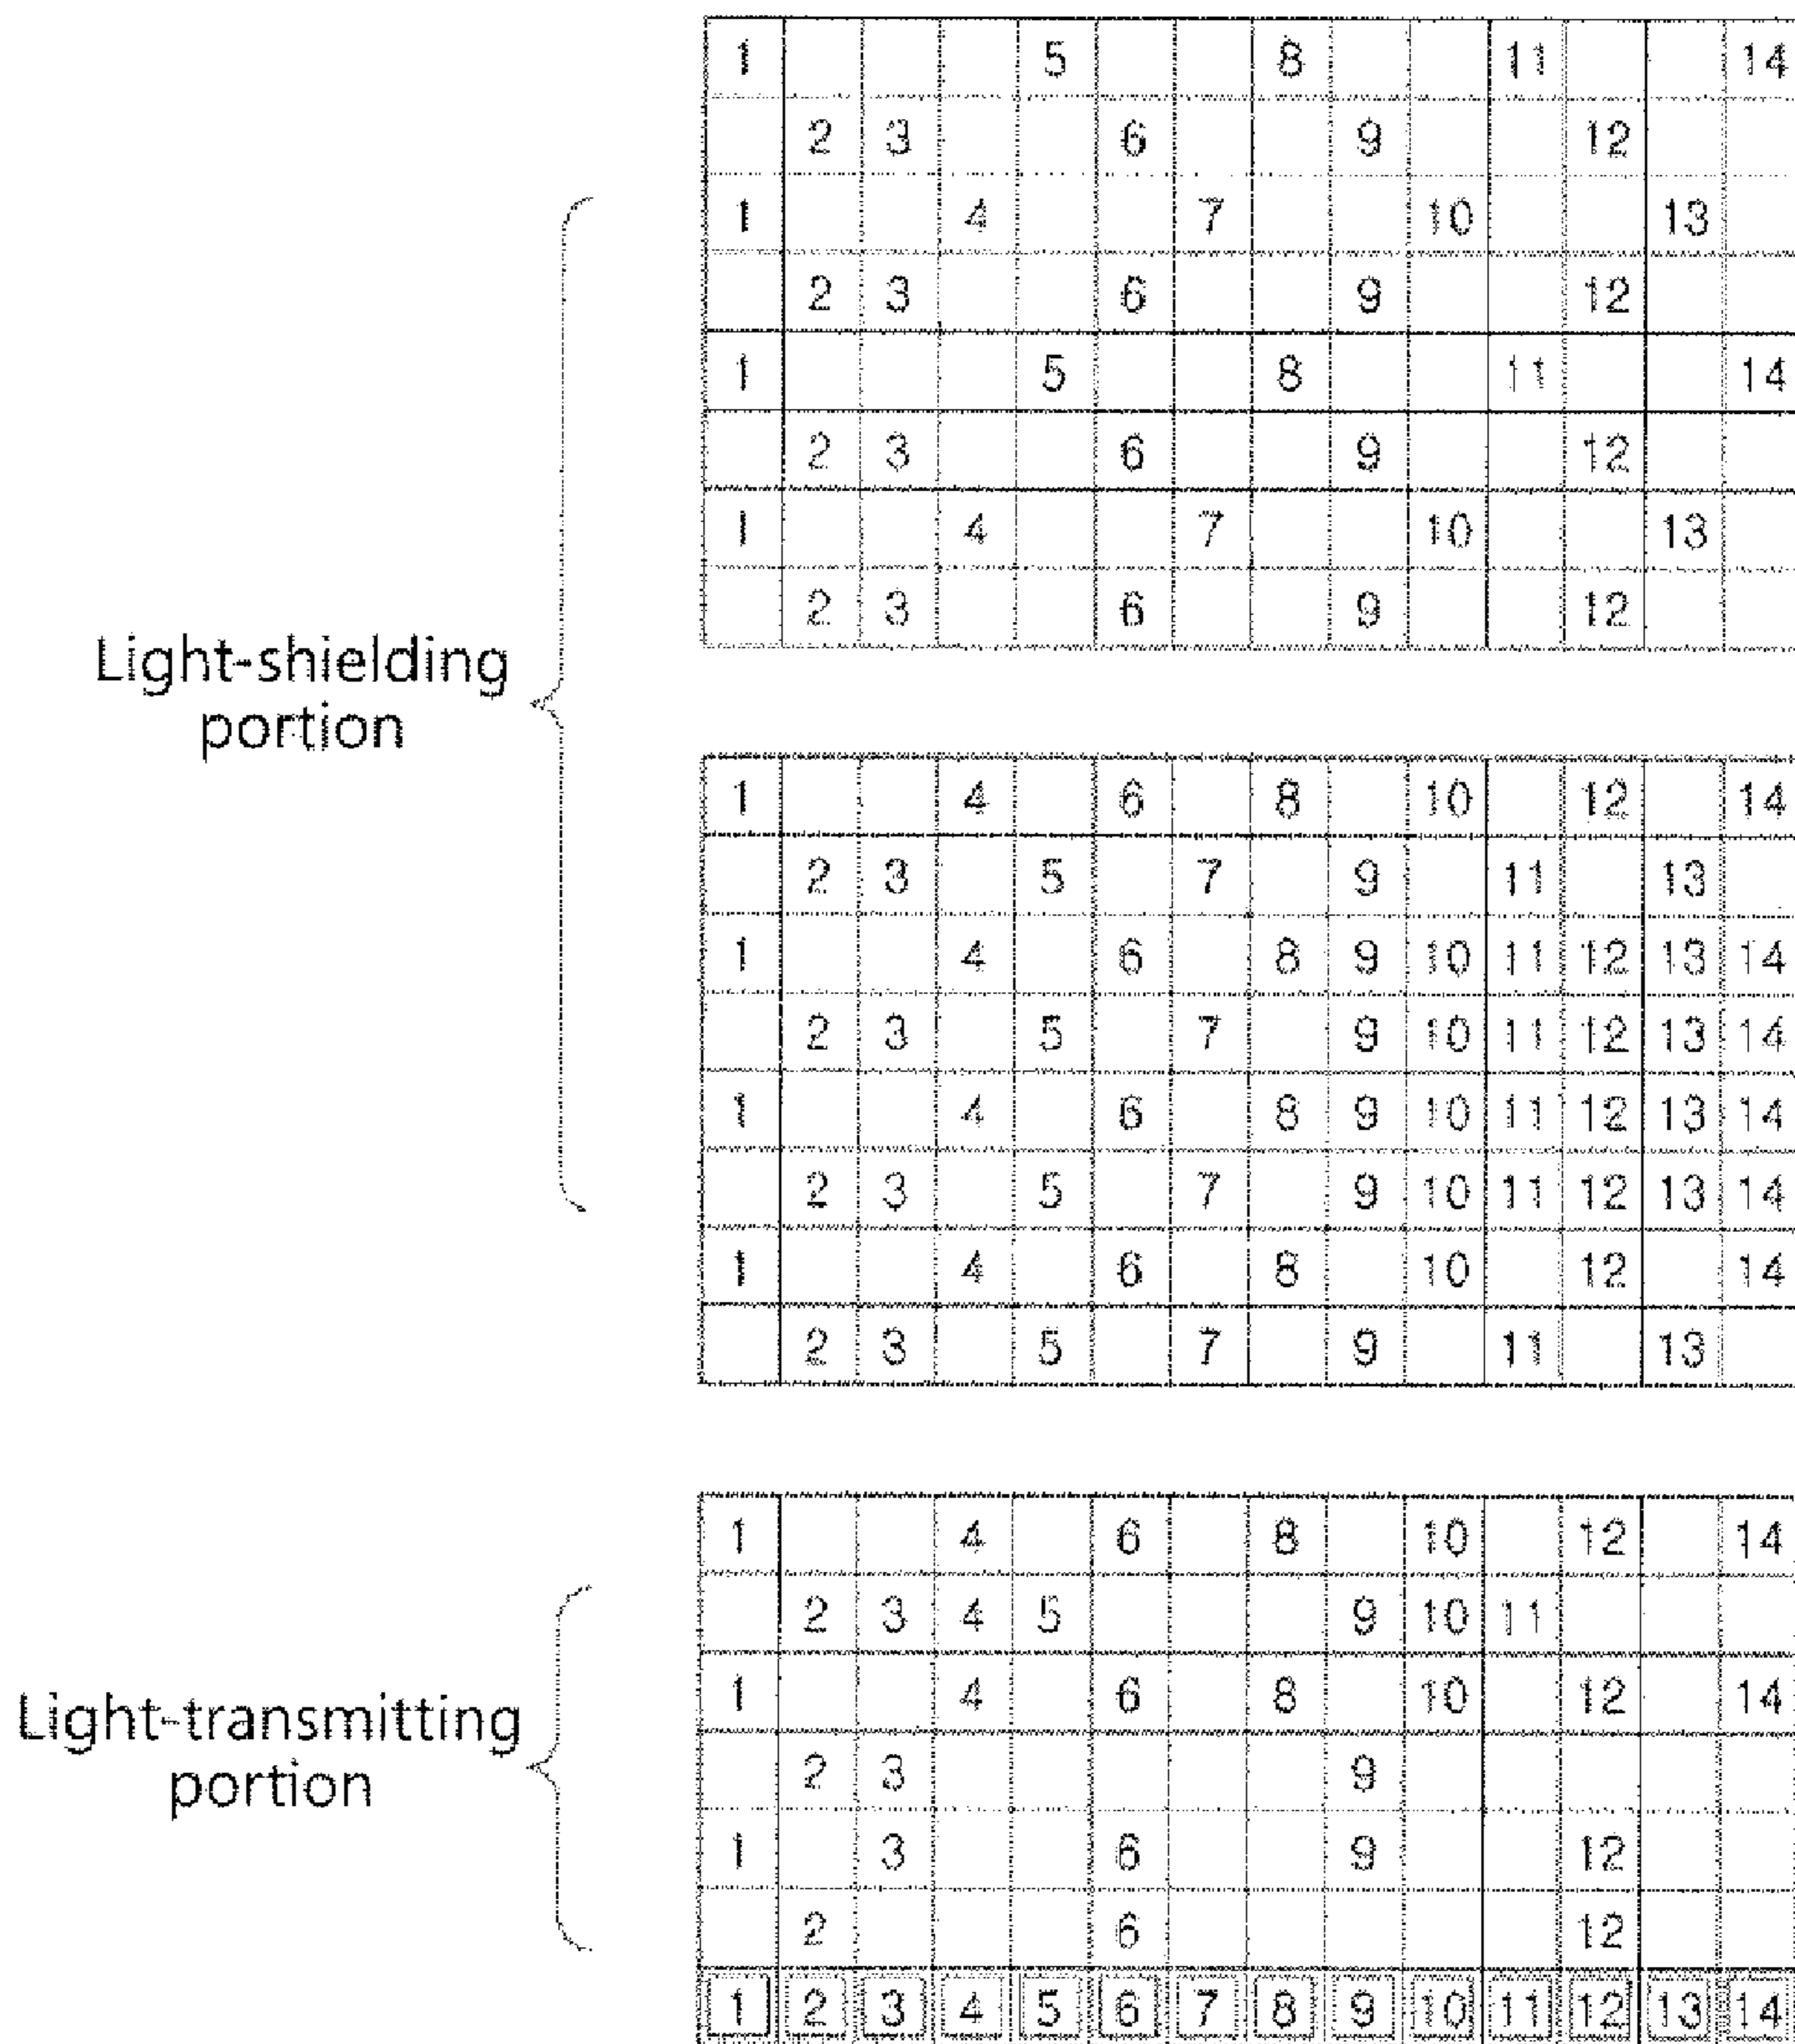 1 5 8 11 14
2 3 6 9 12
1 4 7 10 13
2 3 6 9 12
1 5 8 11 14
2 3 6 9 12
1 4 7 10 13
2 3 6 9 12
Light-shielding
portion
1 4 6 8 10 12 14
2 3 5 7 9 11 13
1 4 6 8 9 10 11 12 13 14
2 3 5 7 9 10 11 12 13 14
1 4 6 8 9 10 11 12 13 14
2 3 5 7 9 10 11 12 13 14
1 4 6 8 10 12 14
2 3 5 7 9 11 13
1 4 6 8 10 12 14
2 3 4 5 9 10 11
1 4 6 8 10 12 14
Light-transmitting
portion
2 3 9
1 3 6 9 12
2 6 12
1 2 3 4 5 6 7 8 9 10 11 12 13 14